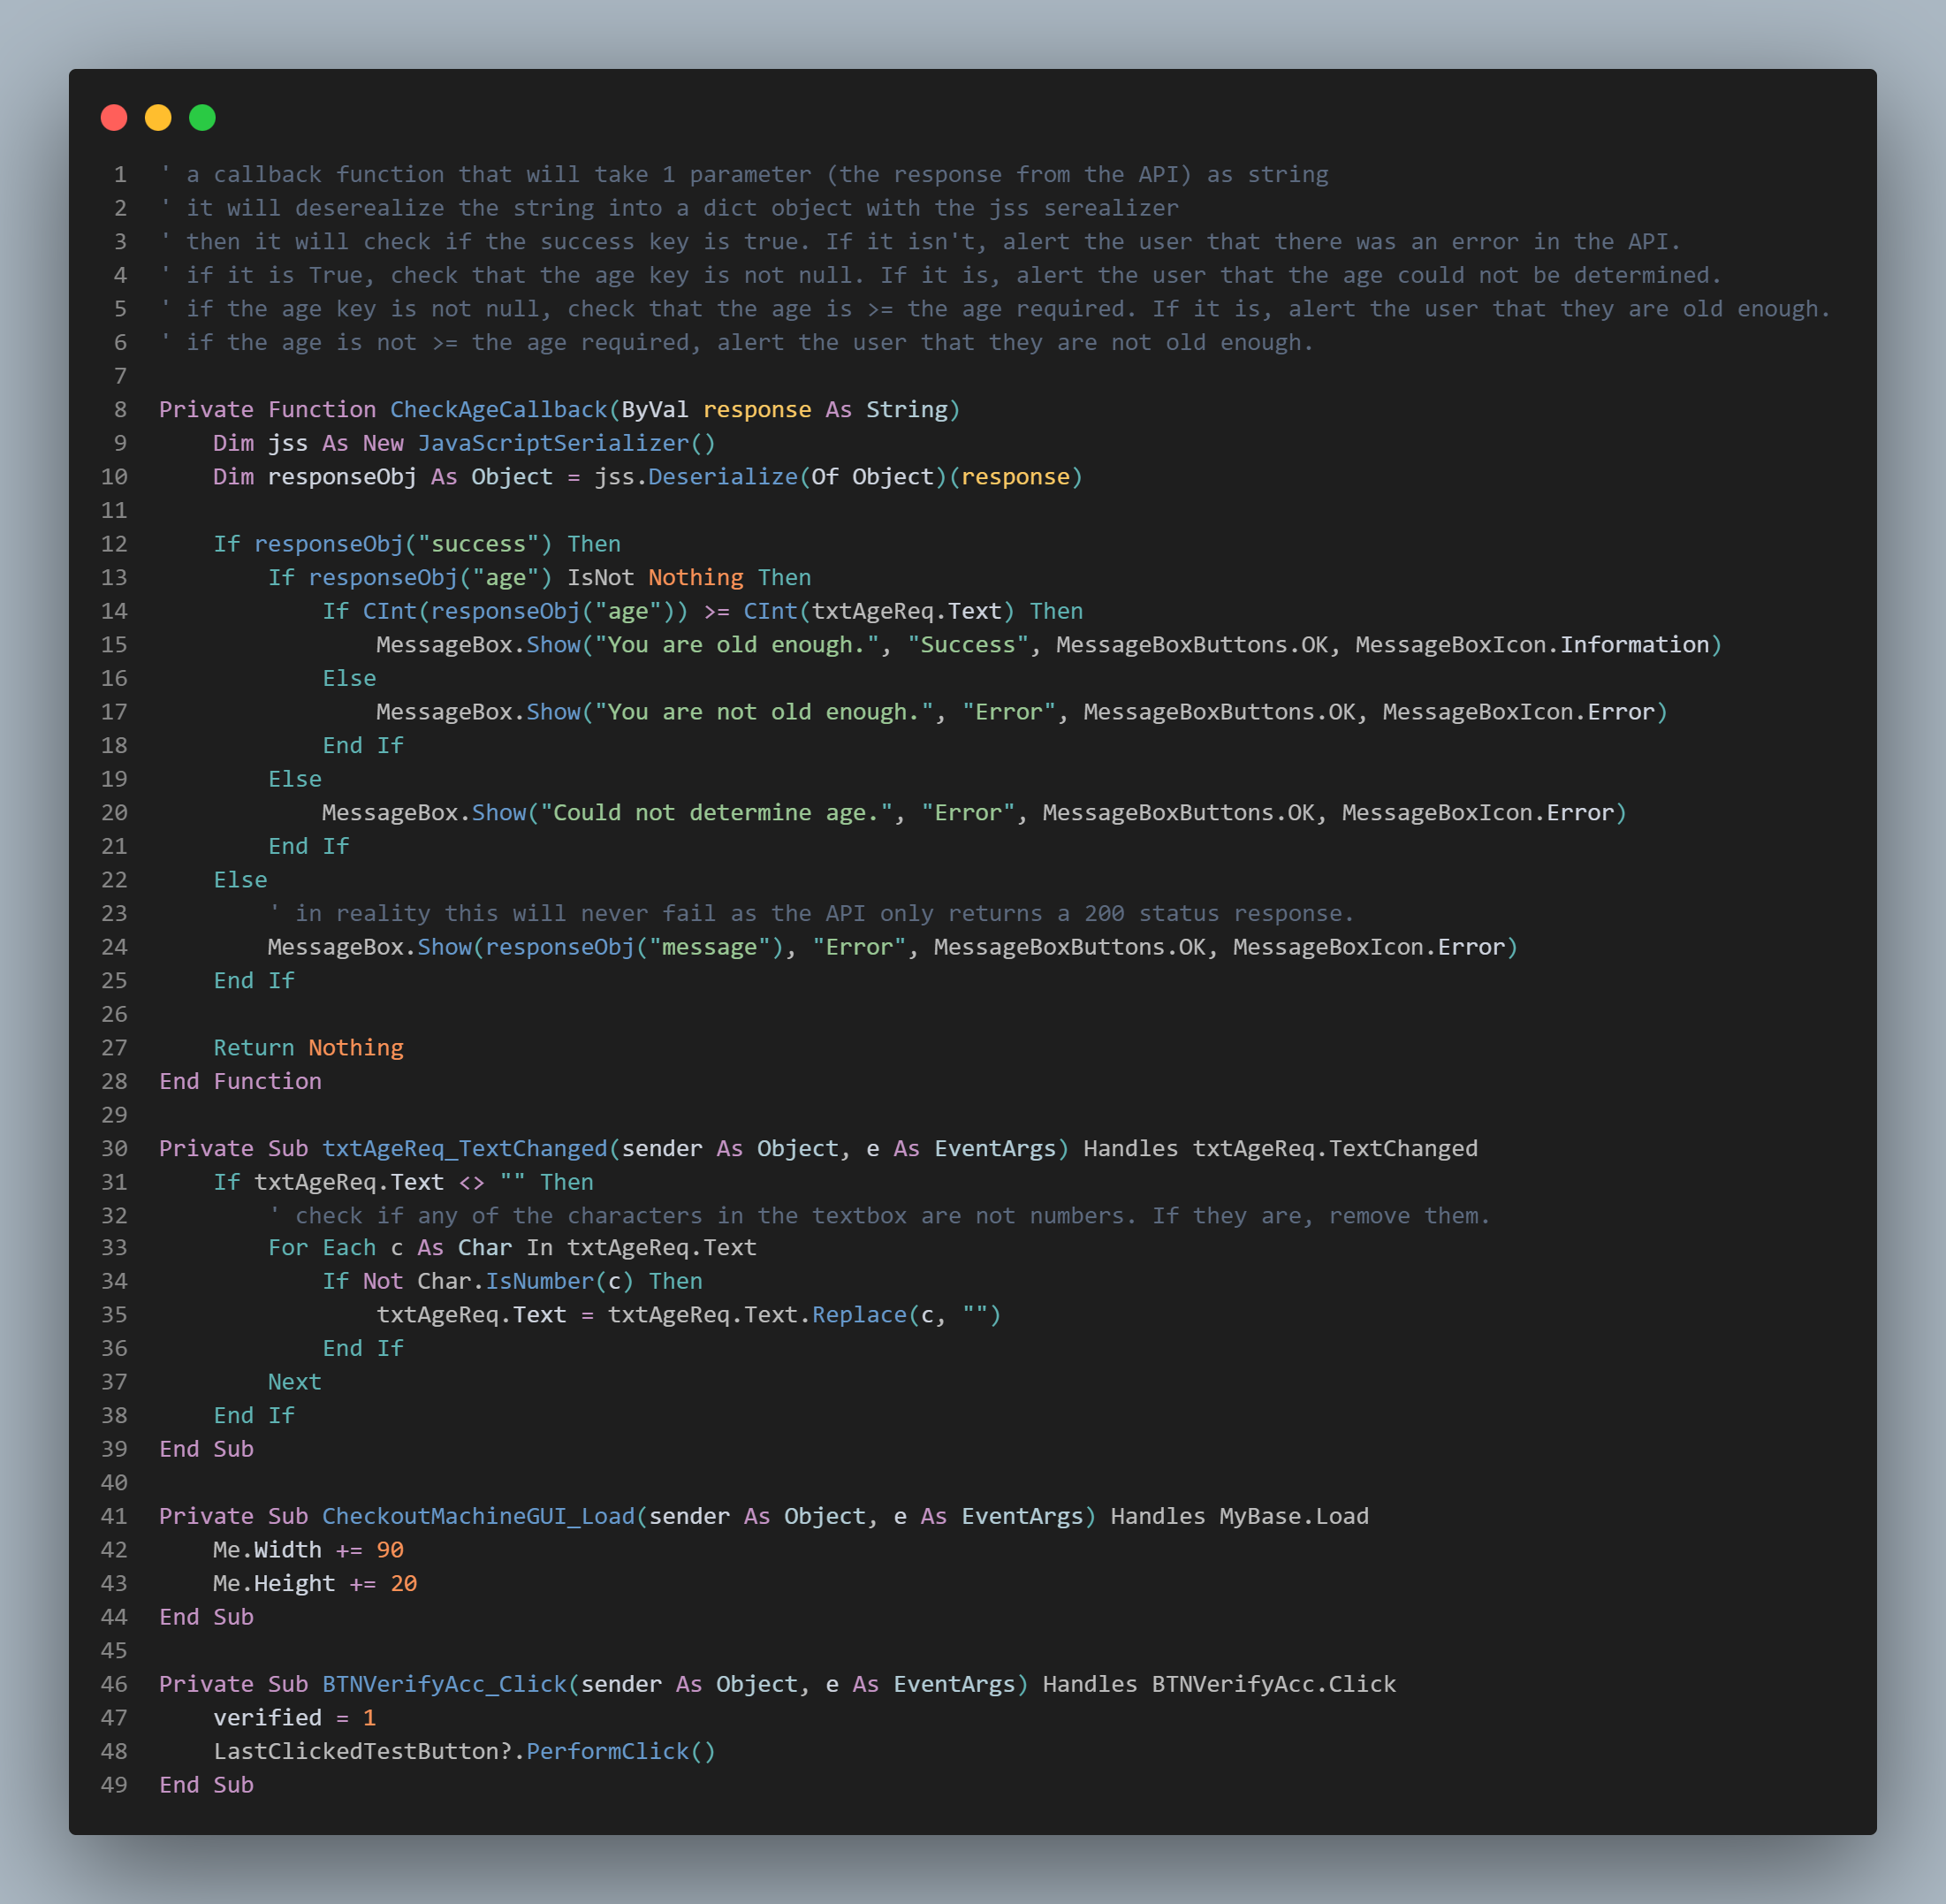 1 ' a callback function that will take 1 parameter (the response from the API) as string
2 ' it will deserealize the string into a dict object with the jss serealizer
3 ' then it will check if the success key is true. If it isn't, alert the user that there was an error in the API.
4 ' if it is True, check that the age key is not null. If it is, alert the user that the age could not be determined.
5 ' if the age key is not null, check that the age is >= the age required. If it is, alert the user that they are old enough.
6 ' if the age is not >= the age required, alert the user that they are not old enough.
7
8 Private Function CheckAgeCallback(ByVal response As String)
9     Dim jss As New JavaScriptSerializer()
10     Dim responseObj As Object = jss.Deserialize(Of Object)(response)
11
12     If responseObj("success") Then
13         If responseObj("age") IsNot Nothing Then
14             If CInt(responseObj("age")) >= CInt(txtAgeReq.Text) Then
15                 MessageBox.Show("You are old enough.", "Success", MessageBoxButtons.OK, MessageBoxIcon.Information)
16             Else
17                 MessageBox.Show("You are not old enough.", "Error", MessageBoxButtons.OK, MessageBoxIcon.Error)
18             End If
19         Else
20             MessageBox.Show("Could not determine age.", "Error", MessageBoxButtons.OK, MessageBoxIcon.Error)
21         End If
22     Else
23         ' in reality this will never fail as the API only returns a 200 status response.
24         MessageBox.Show(responseObj("message"), "Error", MessageBoxButtons.OK, MessageBoxIcon.Error)
25     End If
26
27     Return Nothing
28 End Function
29
30 Private Sub txtAgeReq_TextChanged(sender As Object, e As EventArgs) Handles txtAgeReq.TextChanged
31     If txtAgeReq.Text <> "" Then
32         ' check if any of the characters in the textbox are not numbers. If they are, remove them.
33         For Each c As Char In txtAgeReq.Text
34             If Not Char.IsNumber(c) Then
35                 txtAgeReq.Text = txtAgeReq.Text.Replace(c, "")
36             End If
37         Next
38     End If
39 End Sub
40
41 Private Sub CheckoutMachineGUI_Load(sender As Object, e As EventArgs) Handles MyBase.Load
42     Me.Width += 90
43     Me.Height += 20
44 End Sub
45
46 Private Sub BTNVerifyAcc_Click(sender As Object, e As EventArgs) Handles BTNVerifyAcc.Click
47     verified = 1
48     LastClickedTestButton?.PerformClick()
49 End Sub